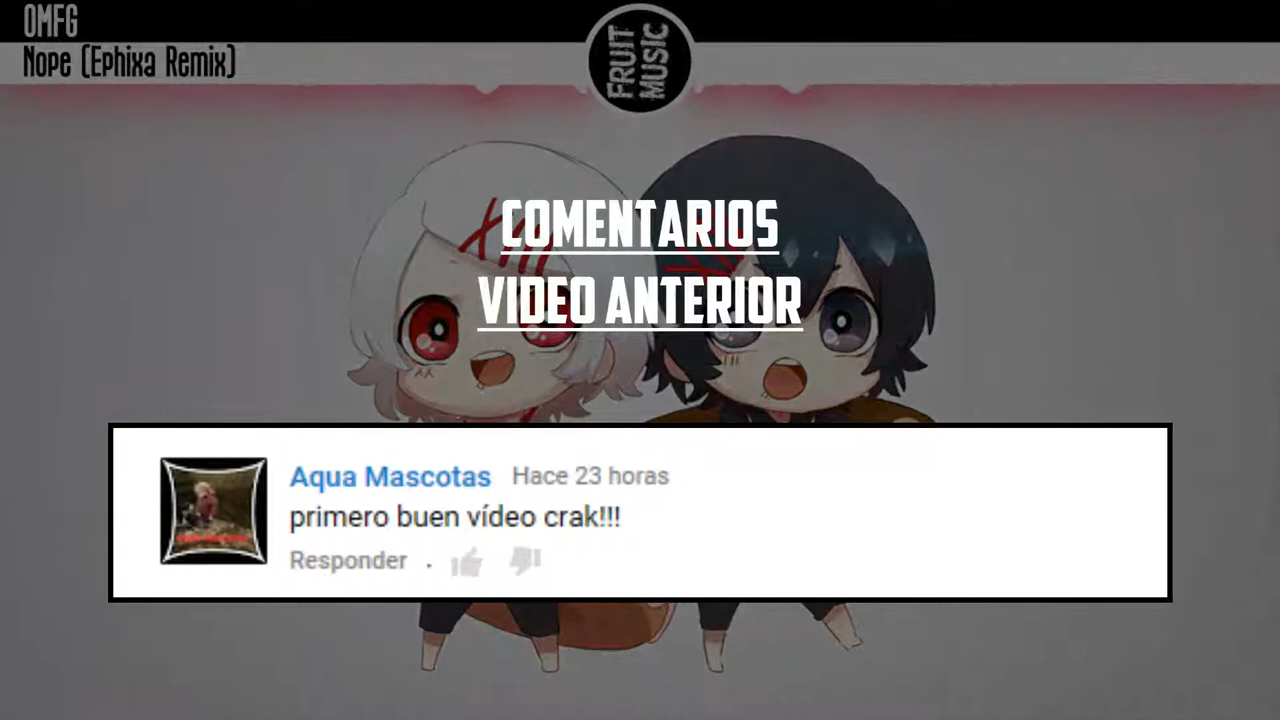 OMFG
Nope (Ephixa Remix)
FRUIT
MUSIC
COMENTARIOS
VIDEO ANTERIOR
Aqua Mascotas Hace 23 horas
primero buen vídeo crak!!!
Responder .